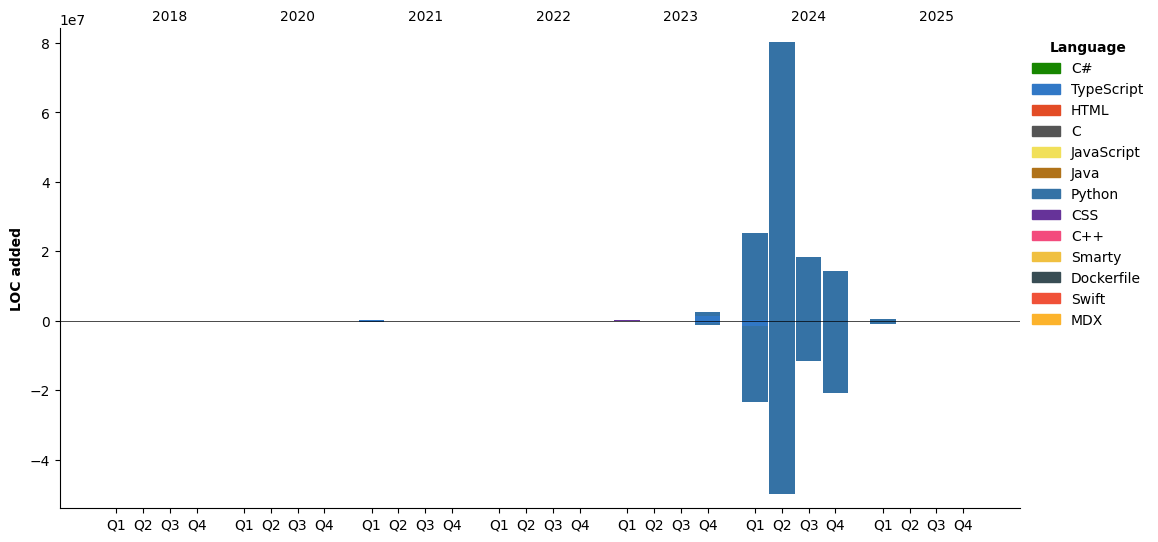 1e7
2018 2020 2021 2022 2023 2024 2025
LOC added
8
6
4
2
0
−2
−4
Q1 Q2 Q3 Q4 Q1 Q2 Q3 Q4 Q1 Q2 Q3 Q4 Q1 Q2 Q3 Q4 Q1 Q2 Q3 Q4 Q1 Q2 Q3 Q4 Q1 Q2 Q3 Q4
Language
C#
TypeScript
HTML
C
JavaScript
Java
Python
CSS
C++
Smarty
Dockerfile
Swift
MDX